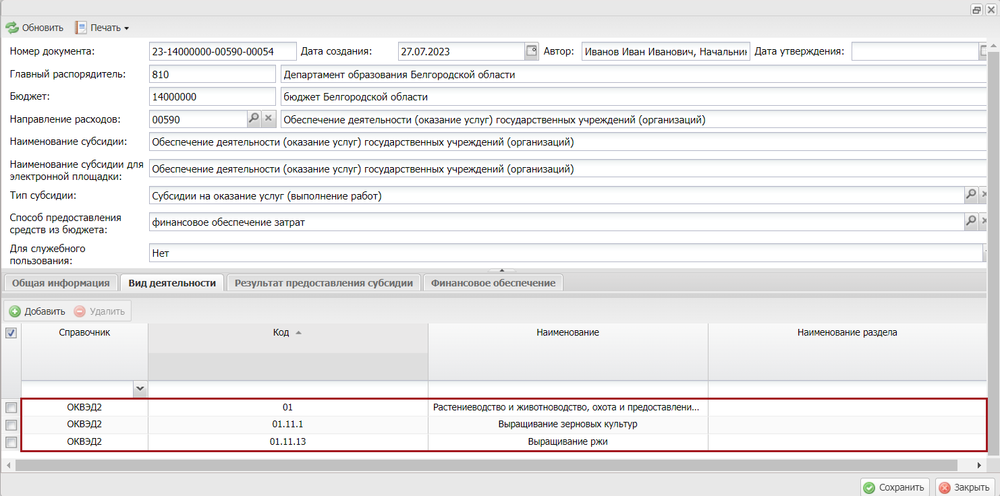 Обновить Печать
Номер документа: 23-14000000-00590-00054 Дата создания: 27.07.2023 Автор: Иванов Иван Иванович, Начальник Дата утверждения:
Главный распорядитель: 810 Департамент образования Белгородской области
Бюджет: 14000000 бюджет Белгородской области
Направление расходов: 00590 Обеспечение деятельности (оказание услуг) государственных учреждений (организаций)
Наименование субсидии: Обеспечение деятельности (оказание услуг) государственных учреждений (организаций)
Наименование субсидии для
электронной площадки: Обеспечение деятельности (оказание услуг) государственных учреждений (организаций)
Тип субсидии: Субсидии на оказание услуг (выполнение работ)
Способ предоставления
средств из бюджета: финансовое обеспечение затрат
Для служебного
пользования: Нет
Общая информация Вид деятельности Результат предоставления субсидии Финансовое обеспечение
Добавить Удалить
Справочник Код Наименование Наименование раздела
ОКВЭД2 01 Растениеводство и животноводство, охота и предоставлени...
ОКВЭД2 01.11.1 Выращивание зерновых культур
ОКВЭД2 01.11.13 Выращивание ржи
Сохранить Закрыть